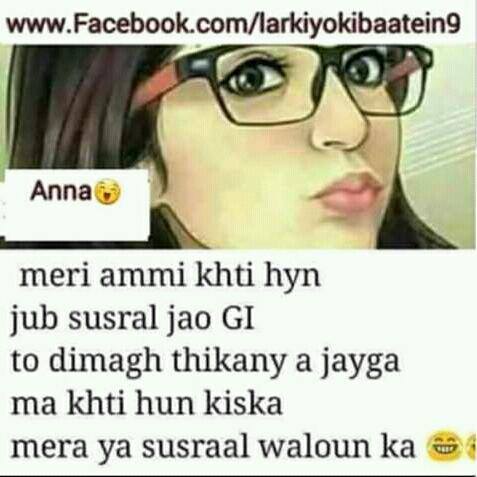 www.Facebook.com/larkiyokibaatein9
Anna😲
meri ammi khti hyn
jub susral jao GI
to dimagh thikany a jayga
ma khti hun kiska
mera ya susraal waloun ka 😂😂